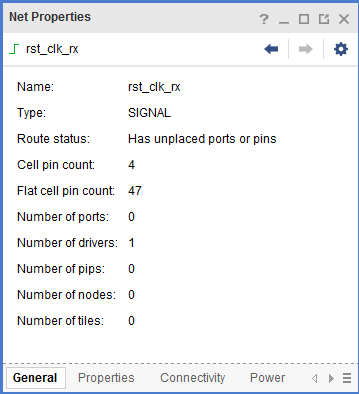 Net Properties
rst_clk_rx
Name: rst_clk_rx
Type: SIGNAL
Route status: Has unplaced ports or pins
Cell pin count: 4
Flat cell pin count: 47
Number of ports: 0
Number of drivers: 1
Number of pips: 0
Number of nodes: 0
Number of tiles: 0
General Properties Connectivity Power